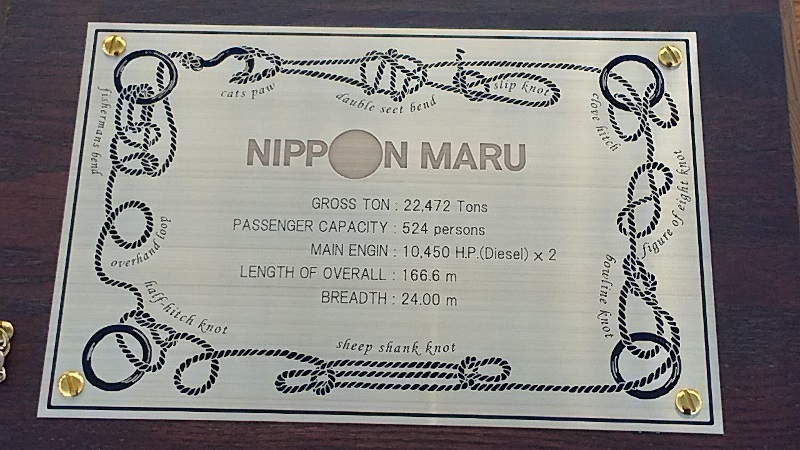 cats paw
dauble seet bend
slip knot
clove hitch
fishermans bend
NIPPON MARU
figure of eight knot
GROSS TON : 22,472 Tons
PASSENGER CAPACITY : 524 persons
MAIN ENGIN : 10,450 H.P.(Diesel) × 2
LENGTH OF OVERALL : 166.6 m
BREADTH : 24.00 m
overhand loop
bowline knot
half-hitch knot
sheep shank knot